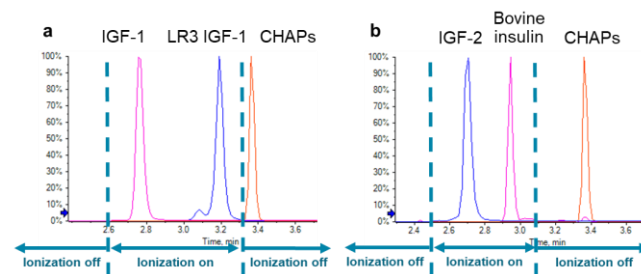 a
IGF-1 LR3 IGF-1 CHAPs
100%
90%
80%
70%
60%
50%
40%
30%
20%
10%
0%
2.6 2.8 3.0 3.2 3.4 3.6
Time, min
Ionization off Ionization on Ionization off
b
IGF-2 Bovine insulin CHAPs
100%
90%
80%
70%
60%
50%
40%
30%
20%
10%
0%
2.4 2.6 2.8 3.0 3.2 3.4 3.6
Time, min
Ionization off Ionization on Ionization off